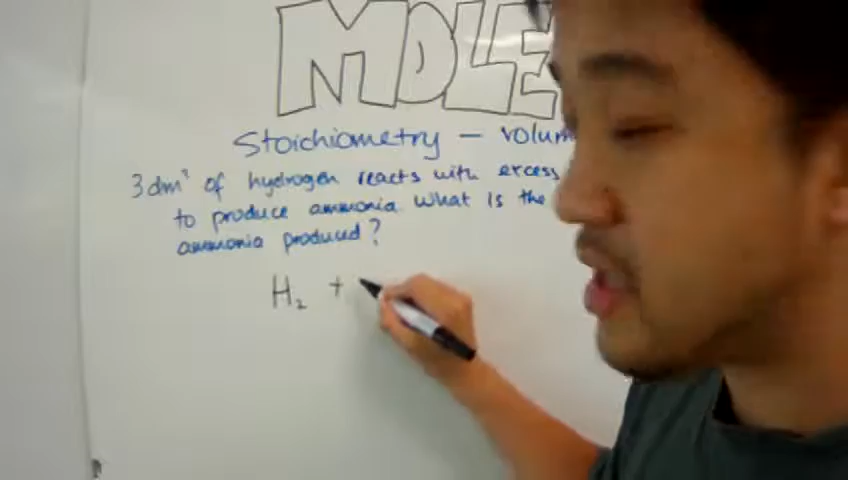 MOLE
Stoichiometry – volum
3dm³ of hydrogen reacts with excess
to produce ammonia. What is the
ammonia produced?
H₂ +